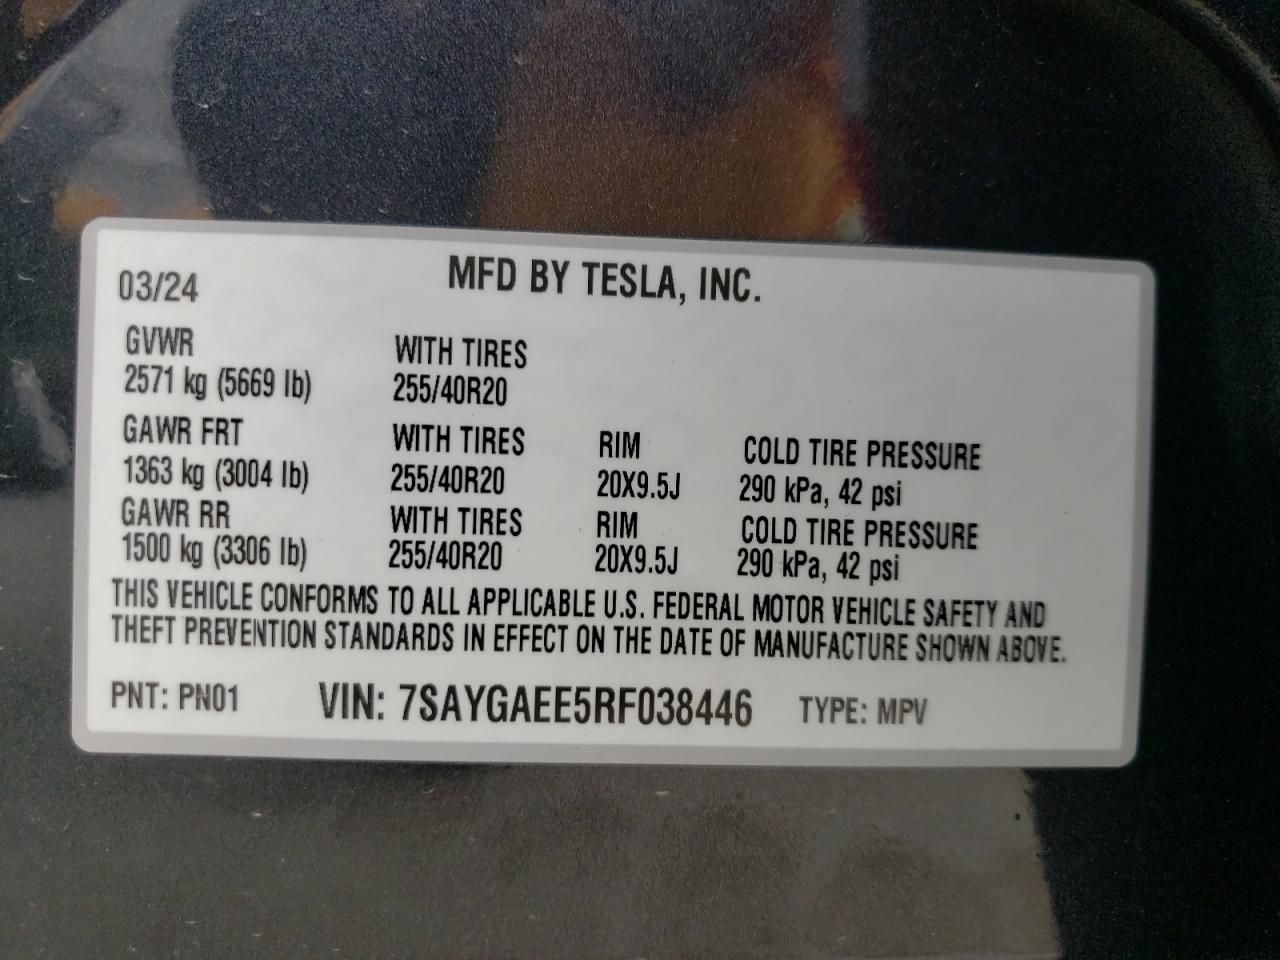 03/24 MFD BY TESLA, INC.
GVWR WITH TIRES
2571 kg (5669 lb) 255/40R20
GAWR FRT WITH TIRES RIM COLD TIRE PRESSURE
1363 kg (3004 lb) 255/40R20 20X9.5J 290 kPa, 42 psi
GAWR RR WITH TIRES RIM COLD TIRE PRESSURE
1500 kg (3306 lb) 255/40R20 20X9.5J 290 kPa, 42 psi
THIS VEHICLE CONFORMS TO ALL APPLICABLE U.S. FEDERAL MOTOR VEHICLE SAFETY AND
THEFT PREVENTION STANDARDS IN EFFECT ON THE DATE OF MANUFACTURE SHOWN ABOVE.
PNT: PN01 VIN: 7SAYGAEE5RF038446 TYPE: MPV